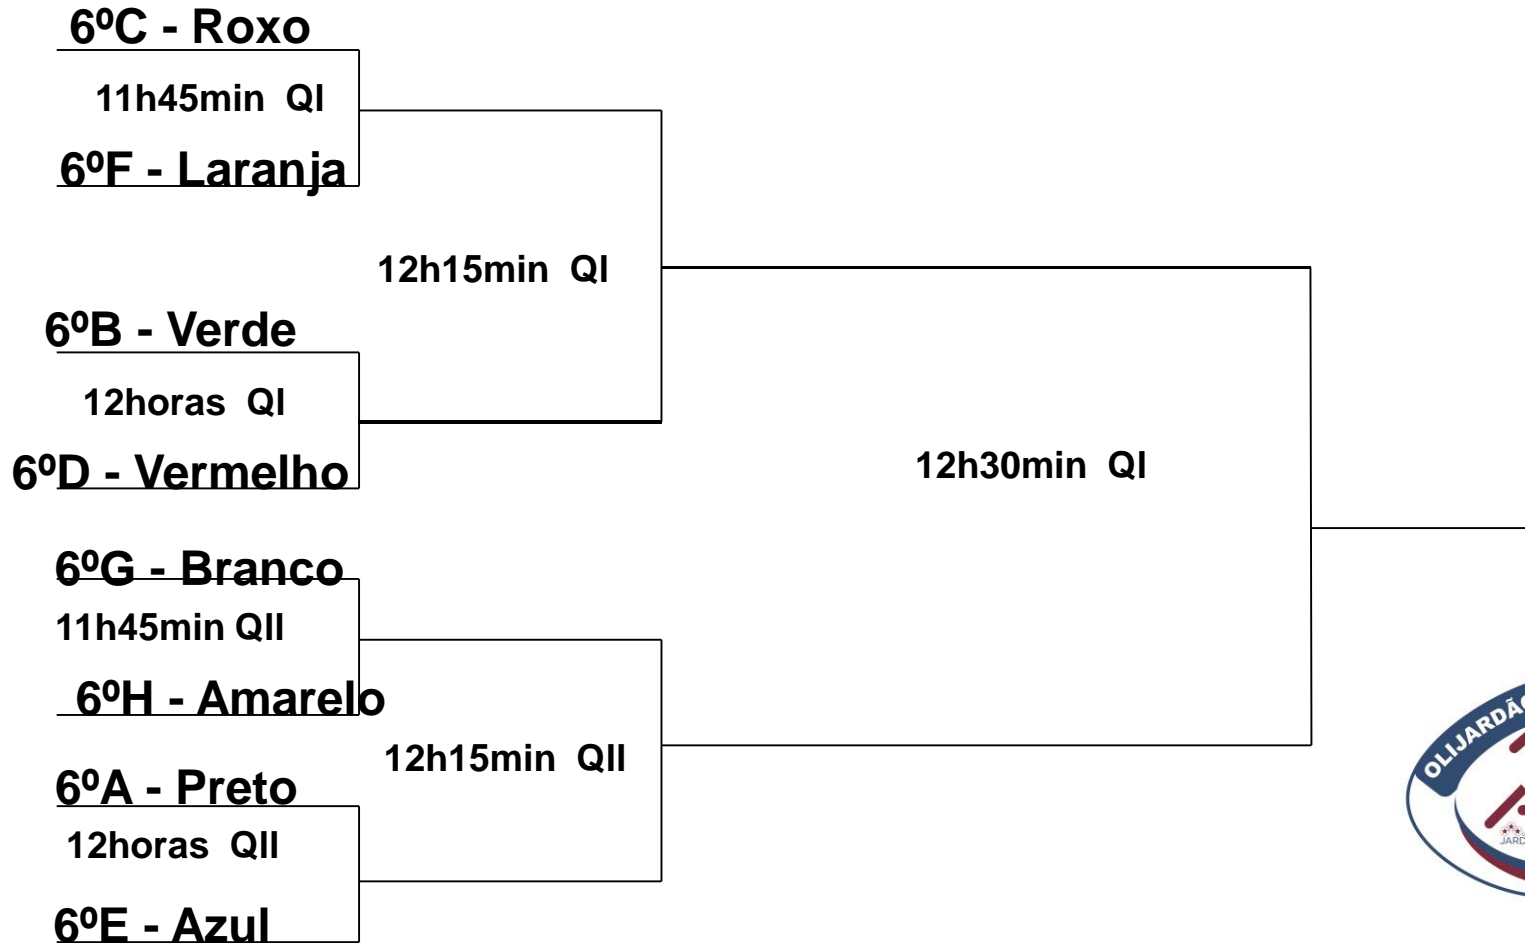 6ºC - Roxo
11h45min QI
6ºF - Laranja
12h15min QI
6ºB - Verde
12horas QI
6ºD - Vermelho
12h30min QI
6ºG - Branco
11h45min QII
6ºH - Amarelo
12h15min QII
6ºA - Preto
12horas QII
6ºE - Azul